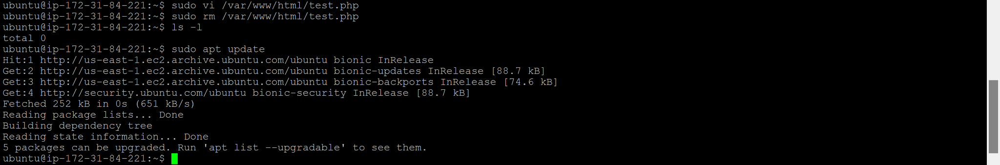 ubuntu@ip-172-31-84-221:~$ sudo vi /var/www/html/test.php
ubuntu@ip-172-31-84-221:~$ sudo rm /var/www/html/test.php
ubuntu@ip-172-31-84-221:~$ ls -l
total 0
ubuntu@ip-172-31-84-221:~$ sudo apt update
Hit:1 http://us-east-1.ec2.archive.ubuntu.com/ubuntu bionic InRelease
Get:2 http://us-east-1.ec2.archive.ubuntu.com/ubuntu bionic-updates InRelease [88.7 kB]
Get:3 http://us-east-1.ec2.archive.ubuntu.com/ubuntu bionic-backports InRelease [74.6 kB]
Get:4 http://security.ubuntu.com/ubuntu bionic-security InRelease [88.7 kB]
Fetched 252 kB in 0s (651 kB/s)
Reading package lists... Done
Building dependency tree
Reading state information... Done
5 packages can be upgraded. Run 'apt list --upgradable' to see them.
ubuntu@ip-172-31-84-221:~$